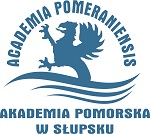 ACADEMIA POMERANIENSIS
AKADEMIA POMORSKA
W SŁUPSKU